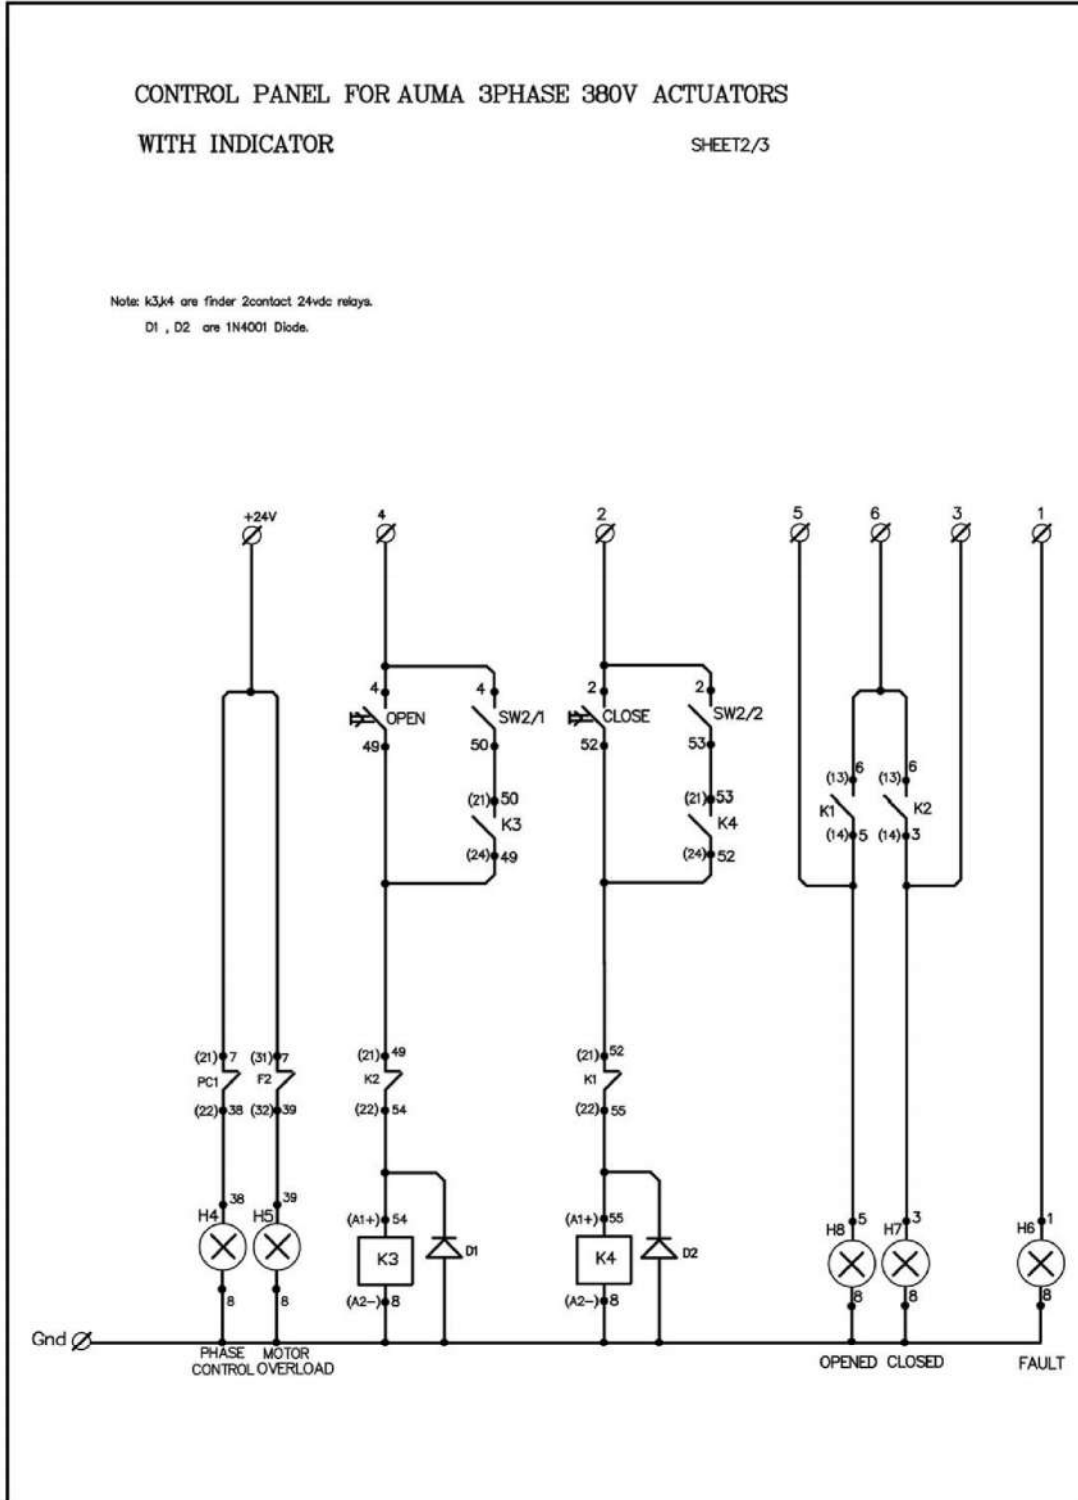 CONTROL PANEL FOR AUMA 3PHASE 380V ACTUATORS
WITH INDICATOR
SHEET2/3
Note: k3,k4 are finder 2contact 24vdc relays.
D1 , D2 are 1N4001 Diode.
+24V 4 2 5 6 3 1
4 4 2 2
OPEN SW2/1 CLOSE SW2/2
49 50 52 53
(13) 6 (13) 6
(21) 50 (21) 53
K1 K2
K3 K4
(14) 5 (14) 3
(24) 49 (24) 52
(21) 7 (31) 7 (21) 49 (21) 52
PC1 F2 K2 K1
(22) 38 (32) 39 (22) 54 (22) 55
38 39
H4 H5 (A1+) 54 (A1+) 55 5 3 1
H8 H7 H6
K3 D1 K4 D2
8 8 (A2-) 8 (A2-) 8 8 8 8
Gnd
PHASE MOTOR
CONTROL OVERLOAD
OPENED CLOSED FAULT